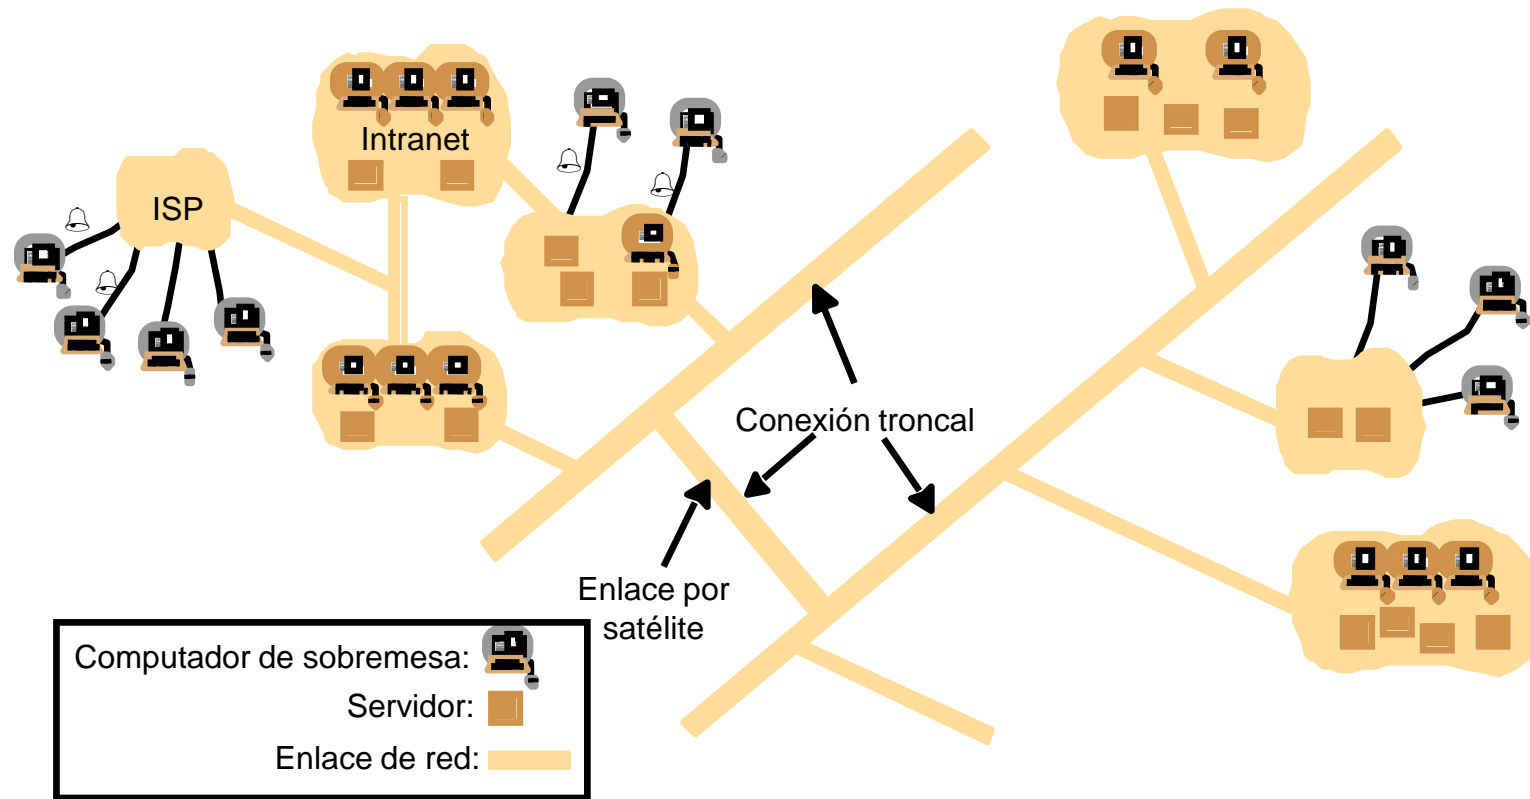 Intranet
ISP
Conexión troncal
Enlace por
satélite
Computador de sobremesa:
Servidor:
Enlace de red: